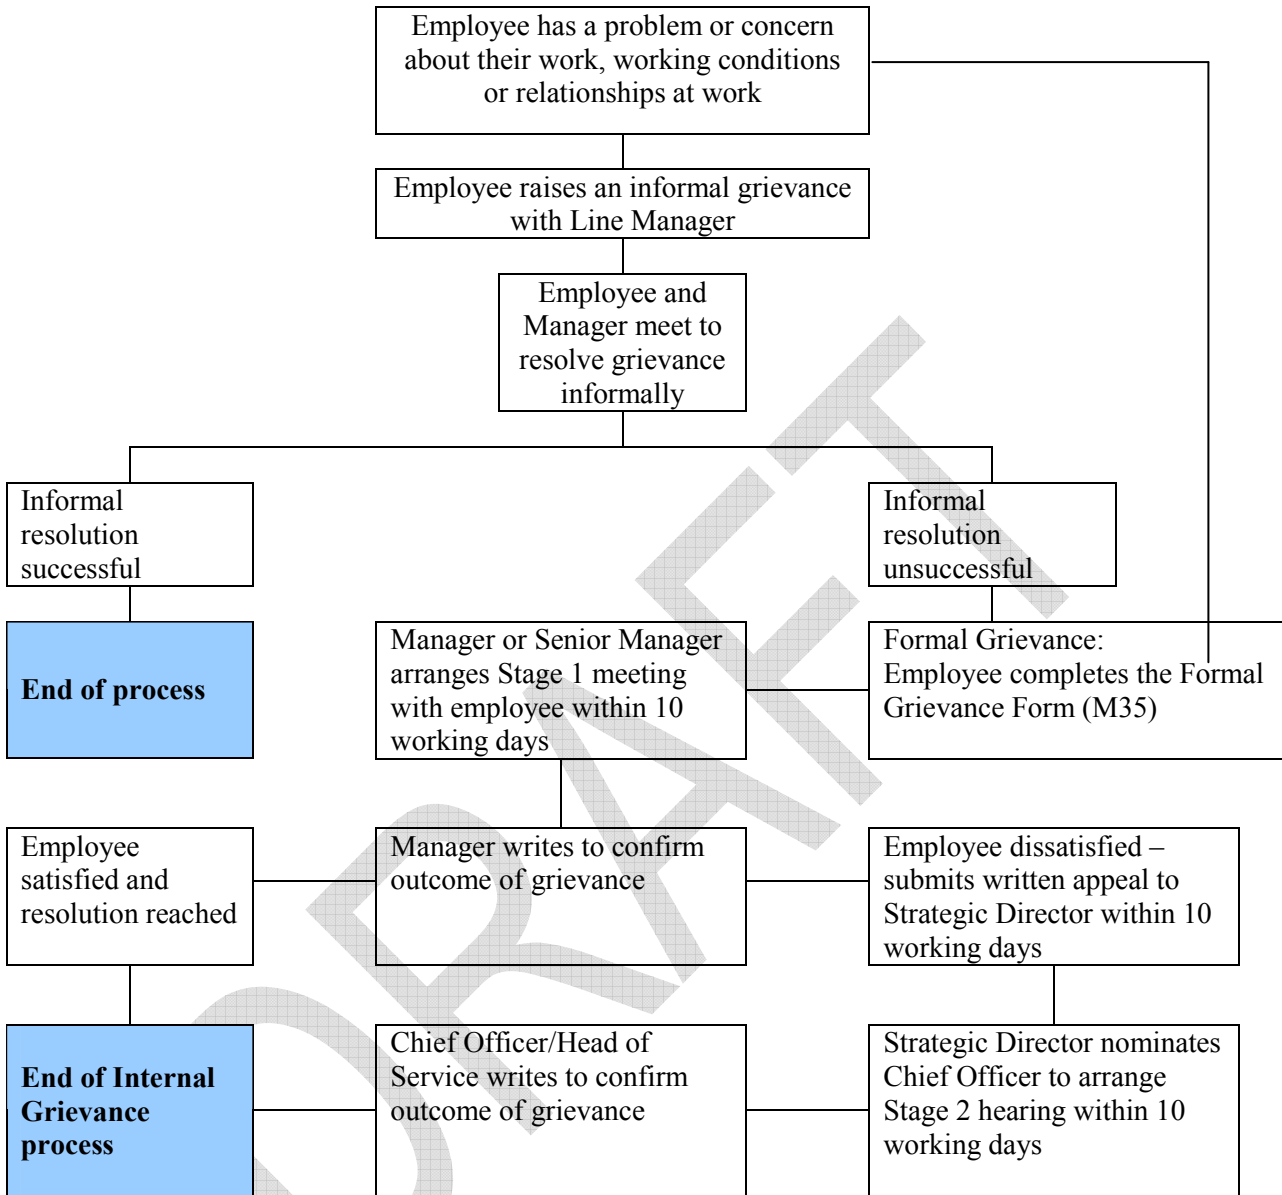 Employee has a problem or concern
about their work, working conditions
or relationships at work
Employee raises an informal grievance
with Line Manager
Employee and
Manager meet to
resolve grievance
informally
Informal
resolution
successful
Informal
resolution
unsuccessful
End of process
Manager or Senior Manager
arranges Stage 1 meeting
with employee within 10
working days
Formal Grievance:
Employee completes the Formal
Grievance Form (M35)
Employee
satisfied and
resolution reached
Manager writes to confirm
outcome of grievance
Employee dissatisfied –
submits written appeal to
Strategic Director within 10
working days
End of Internal
Grievance
process
Chief Officer/Head of
Service writes to confirm
outcome of grievance
Strategic Director nominates
Chief Officer to arrange
Stage 2 hearing within 10
working days
DRAFT